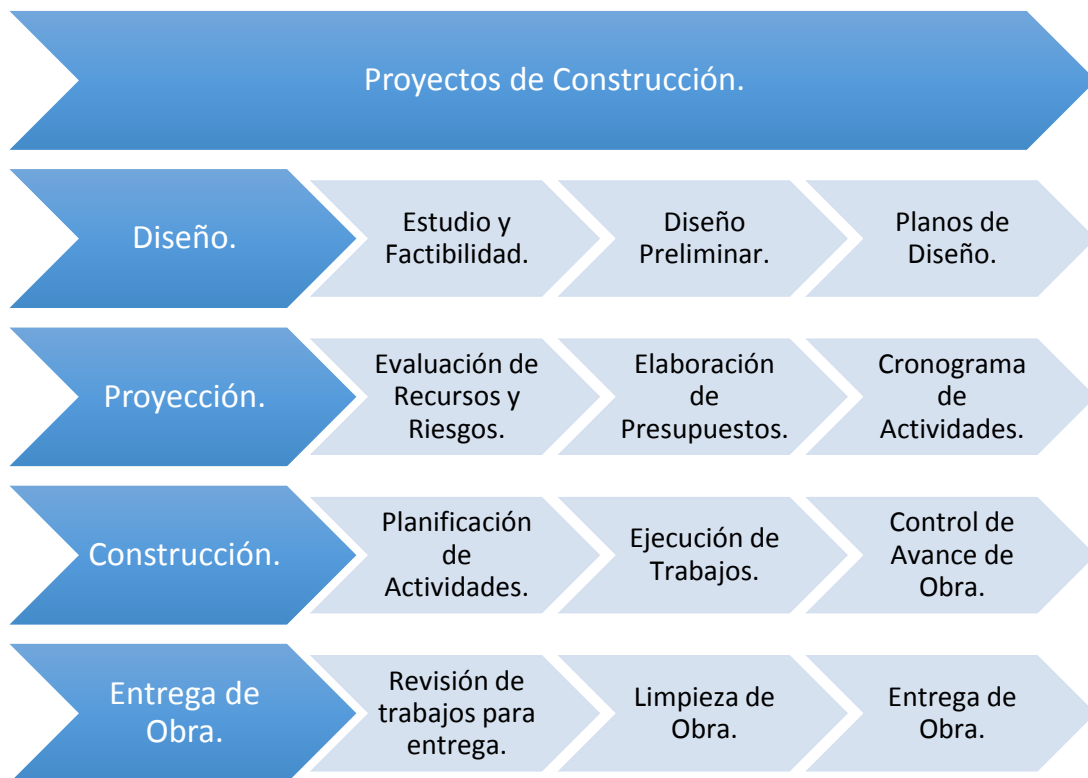 Proyectos de Construcción.
Diseño.
Estudio y
Factibilidad.
Diseño
Preliminar.
Planos de
Diseño.
Proyección.
Evaluación de
Recursos y
Riesgos.
Elaboración
de
Presupuestos.
Cronograma
de
Actividades.
Construcción.
Planificación
de
Actividades.
Ejecución de
Trabajos.
Control de
Avance de
Obra.
Entrega de
Obra.
Revisión de
trabajos para
entrega.
Limpieza de
Obra.
Entrega de
Obra.